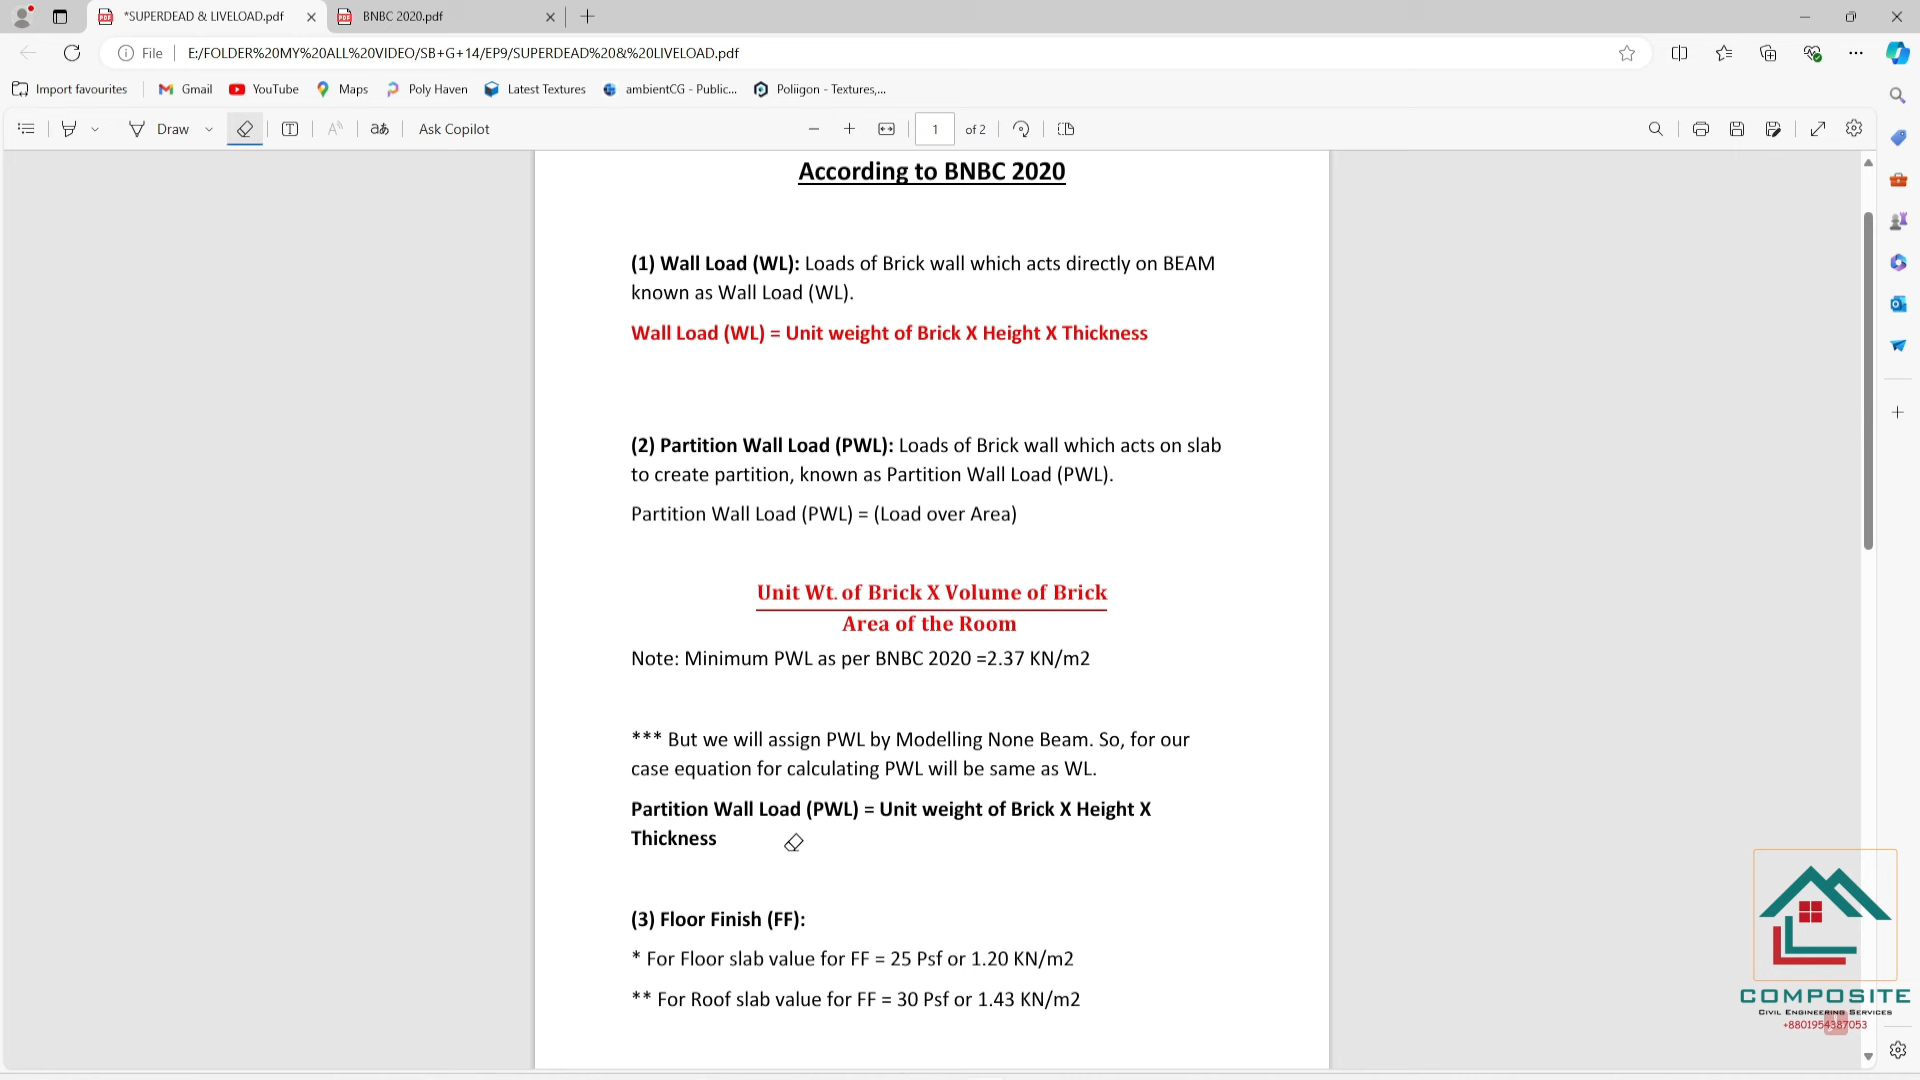 *SUPERDEAD & LIVELOAD.pdf
BNBC 2020.pdf
File
E:/FOLDER%20MY%20ALL%20VIDEO/SB+G+14/EP9/SUPERDEAD%20&%20LIVELOAD.pdf
Import favourites
Gmail
YouTube
Maps
Poly Haven
Latest Textures
ambientCG - Public...
Poliigon - Textures,...
Draw
aあ
Ask Copilot
1
of 2
According to BNBC 2020
(1) Wall Load (WL): Loads of Brick wall which acts directly on BEAM
known as Wall Load (WL).
Wall Load (WL) = Unit weight of Brick X Height X Thickness
(2) Partition Wall Load (PWL): Loads of Brick wall which acts on slab
to create partition, known as Partition Wall Load (PWL).
Partition Wall Load (PWL) = (Load over Area)
Unit Wt. of Brick X Volume of Brick
Area of the Room
Note: Minimum PWL as per BNBC 2020 =2.37 KN/m2
*** But we will assign PWL by Modelling None Beam. So, for our
case equation for calculating PWL will be same as WL.
Partition Wall Load (PWL) = Unit weight of Brick X Height X
Thickness
(3) Floor Finish (FF):
* For Floor slab value for FF = 25 Psf or 1.20 KN/m2
** For Roof slab value for FF = 30 Psf or 1.43 KN/m2
COMPOSITE
CIVIL ENGINEERING SERVICES
+8801954387053